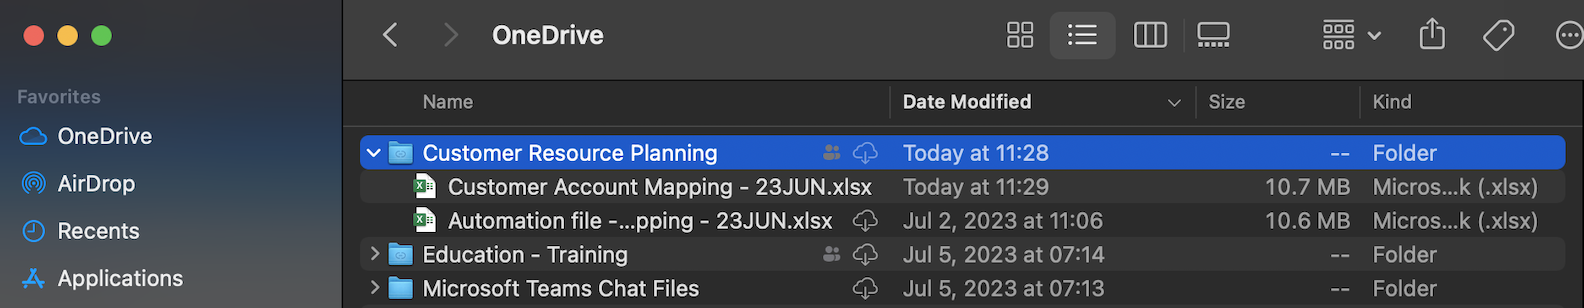 OneDrive
Favorites
OneDrive
AirDrop
Recents
Applications
Name Date Modified Size Kind
Customer Resource Planning Today at 11:28 -- Folder
Customer Account Mapping - 23JUN.xlsx Today at 11:29 10.7 MB Micros...k (.xlsx)
Automation file -...pping - 23JUN.xlsx Jul 2, 2023 at 11:06 10.6 MB Micros...k (.xlsx)
Education - Training Jul 5, 2023 at 07:14 -- Folder
Microsoft Teams Chat Files Jul 5, 2023 at 07:13 -- Folder